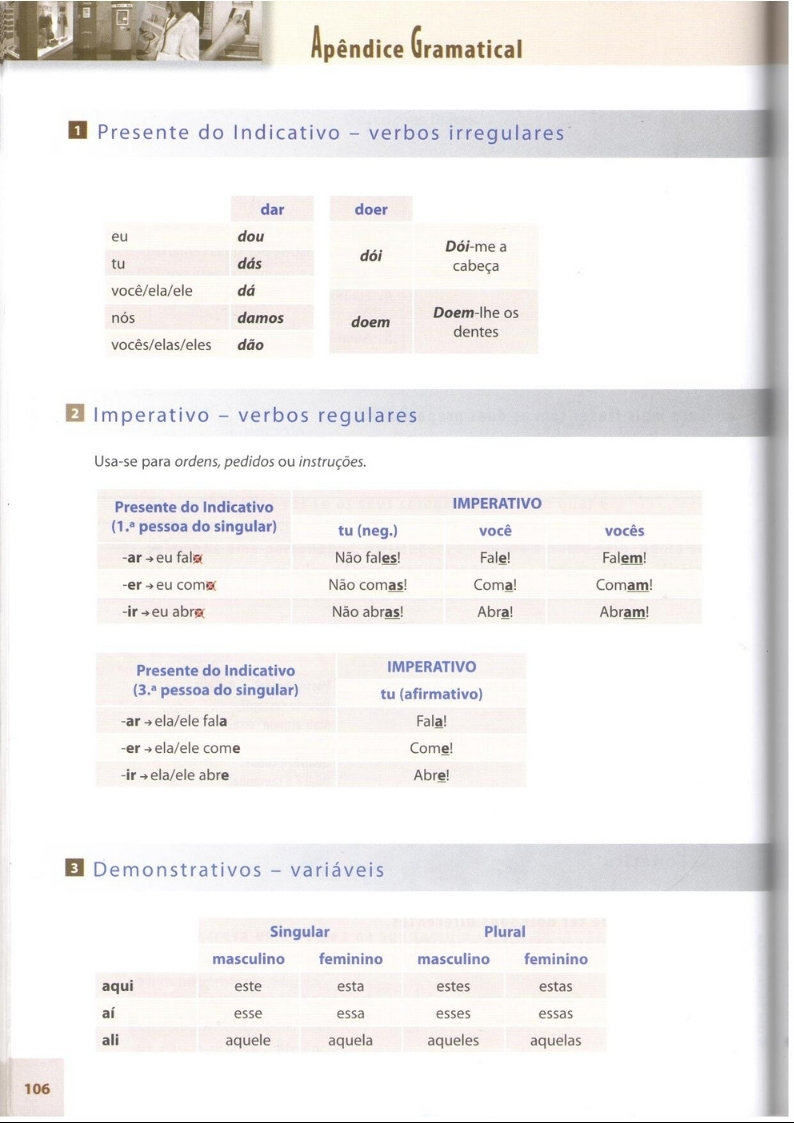 Apêndice Gramatical
1 Presente do Indicativo – verbos irregulares
dar doer
eu dou
tu dás
você/ela/ele dá
nós damos
vocês/elas/eles dão
dói Dói-me a
cabeça
doem Doem-lhe os
dentes
2 Imperativo – verbos regulares
Usa-se para ordens, pedidos ou instruções.
Presente do Indicativo
(1.ª pessoa do singular)
IMPERATIVO
tu (neg.) você vocês
-ar → eu falo Não fales! Fale! Falem!
-er → eu como Não comas! Coma! Comam!
-ir → eu abro Não abras! Abra! Abram!
Presente do Indicativo
(3.ª pessoa do singular)
IMPERATIVO
tu (afirmativo)
-ar → ela/ele fala Fala!
-er → ela/ele come Come!
-ir → ela/ele abre Abre!
3 Demonstrativos – variáveis
Singular Plural
masculino feminino masculino feminino
aqui este esta estes estas
aí esse essa esses essas
ali aquele aquela aqueles aquelas
106